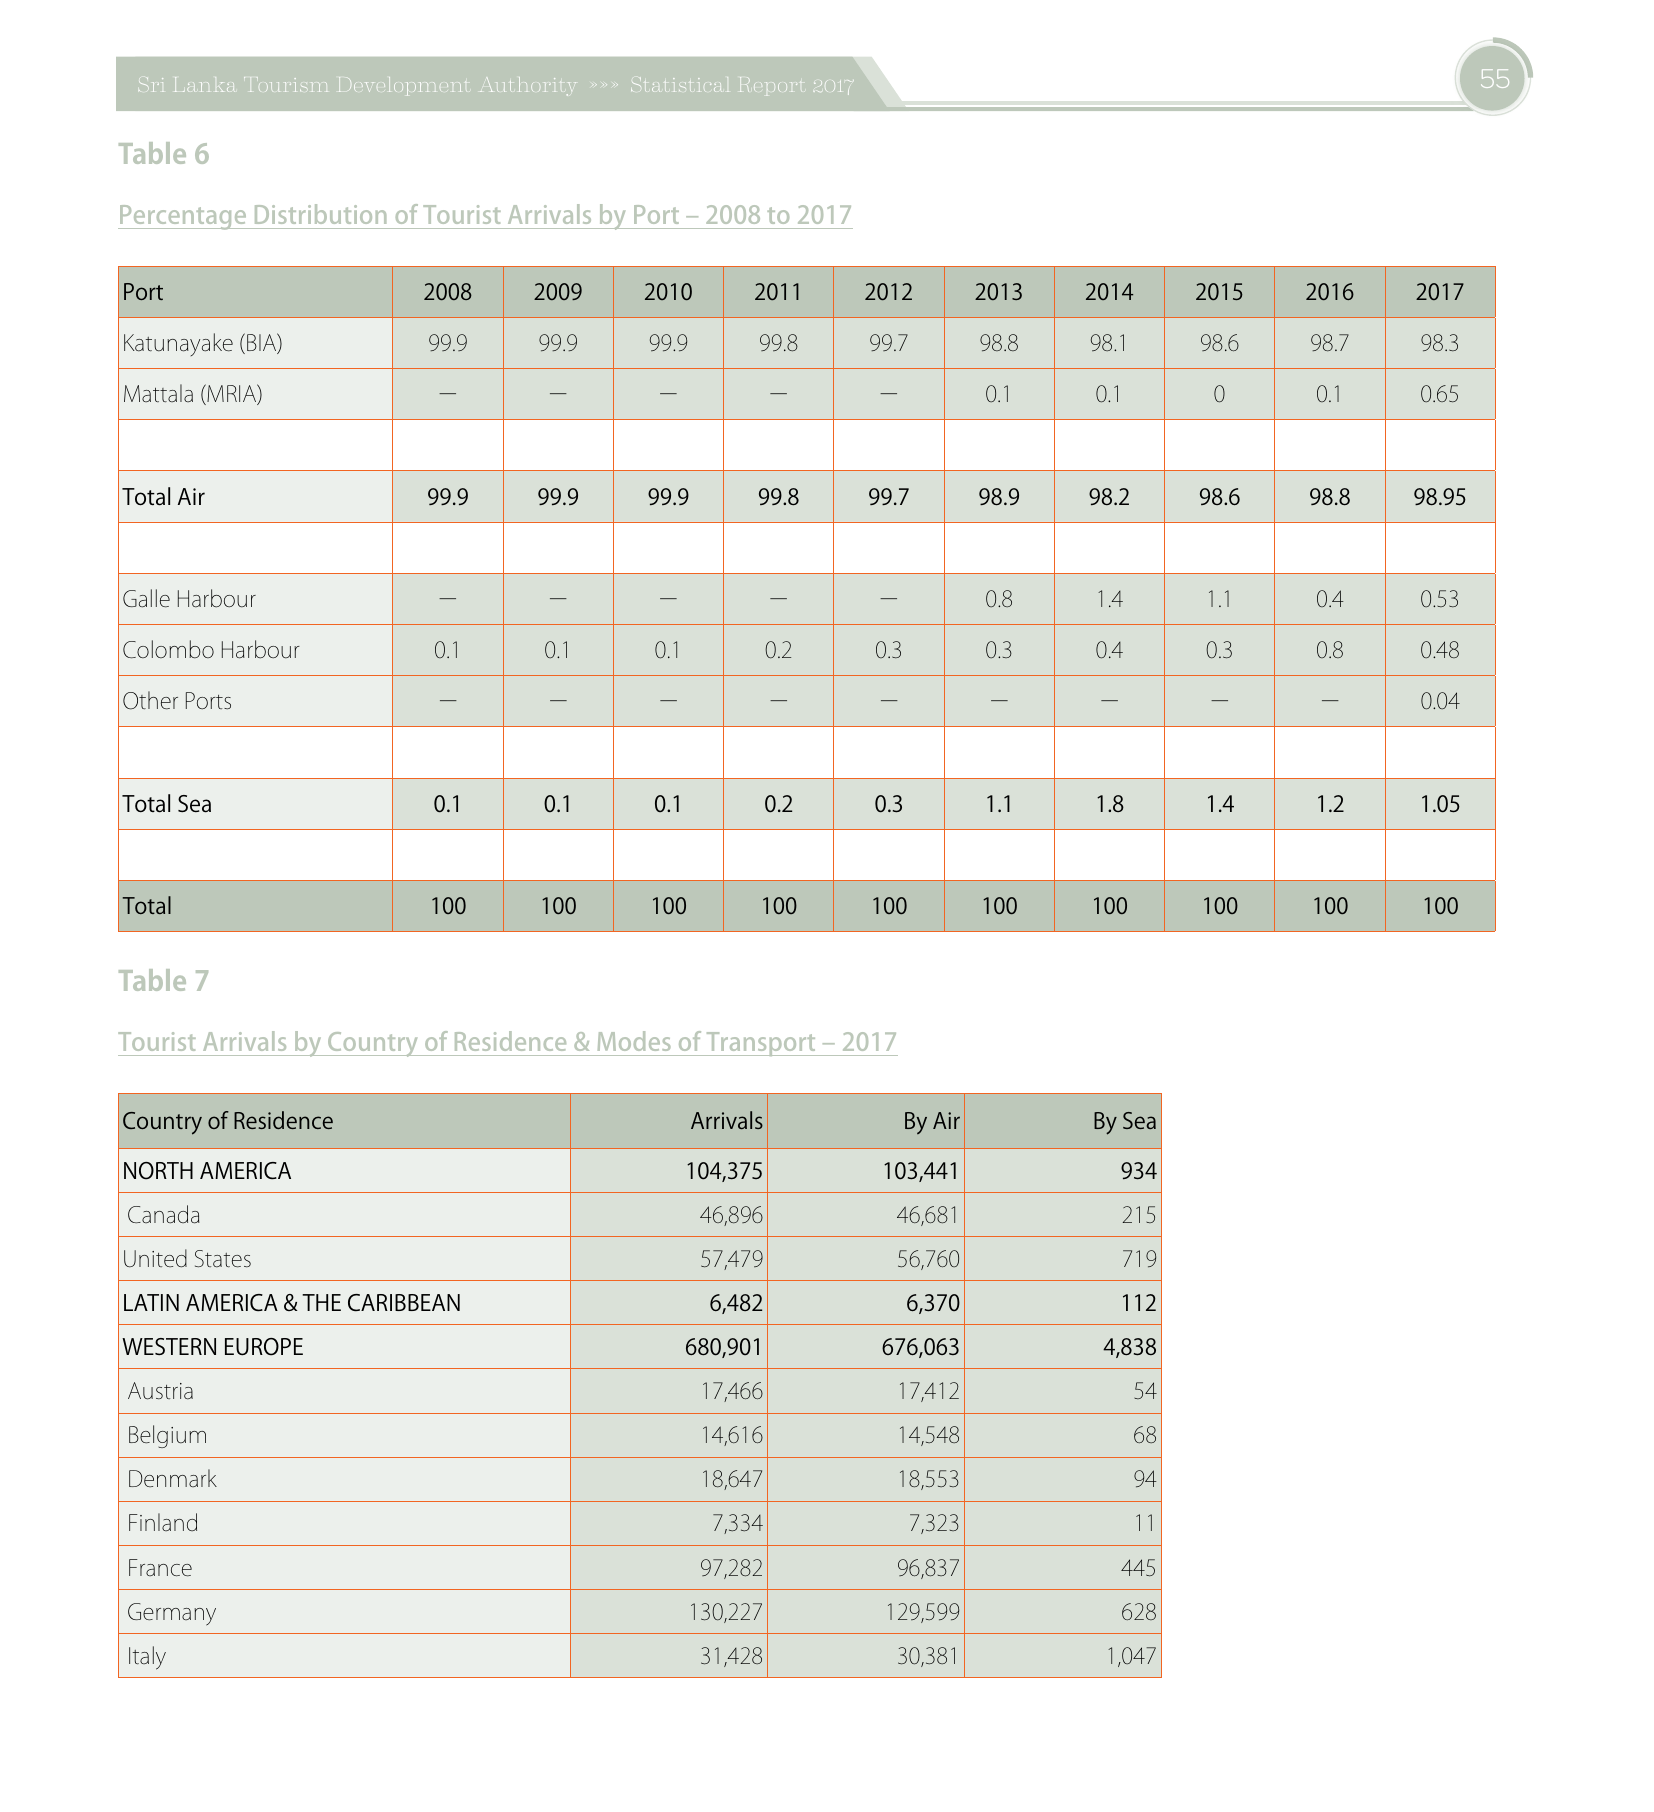 Sri Lanka Tourism Development Authority »»» Statistical Report 2017
55
Table 6
Percentage Distribution of Tourist Arrivals by Port – 2008 to 2017
Port 2008 2009 2010 2011 2012 2013 2014 2015 2016 2017
Katunayake (BIA) 99.9 99.9 99.9 99.8 99.7 98.8 98.1 98.6 98.7 98.3
Mattala (MRIA) — — — — — 0.1 0.1 0 0.1 0.65
Total Air 99.9 99.9 99.9 99.8 99.7 98.9 98.2 98.6 98.8 98.95
Galle Harbour — — — — — 0.8 1.4 1.1 0.4 0.53
Colombo Harbour 0.1 0.1 0.1 0.2 0.3 0.3 0.4 0.3 0.8 0.48
Other Ports — — — — — — — — — 0.04
Total Sea 0.1 0.1 0.1 0.2 0.3 1.1 1.8 1.4 1.2 1.05
Total 100 100 100 100 100 100 100 100 100 100
Table 7
Tourist Arrivals by Country of Residence & Modes of Transport – 2017
Country of Residence Arrivals By Air By Sea
NORTH AMERICA 104,375 103,441 934
Canada 46,896 46,681 215
United States 57,479 56,760 719
LATIN AMERICA & THE CARIBBEAN 6,482 6,370 112
WESTERN EUROPE 680,901 676,063 4,838
Austria 17,466 17,412 54
Belgium 14,616 14,548 68
Denmark 18,647 18,553 94
Finland 7,334 7,323 11
France 97,282 96,837 445
Germany 130,227 129,599 628
Italy 31,428 30,381 1,047